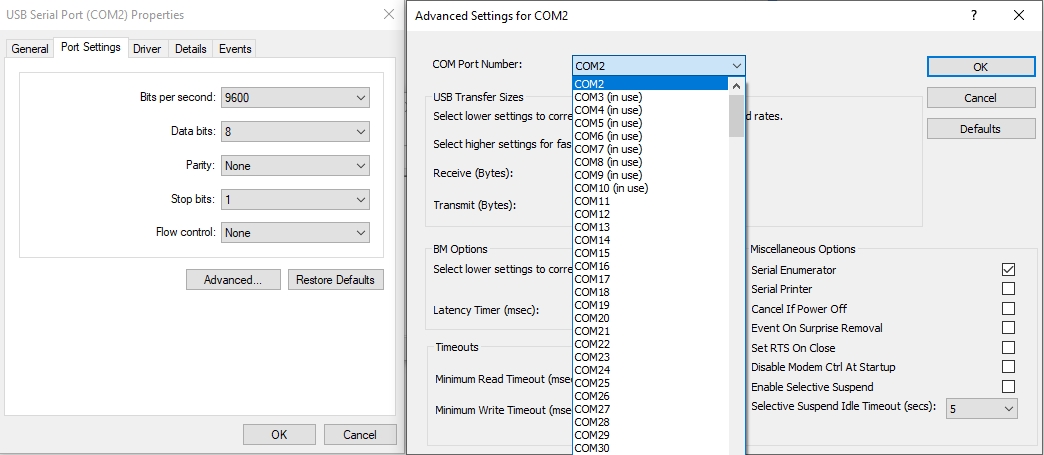 USB Serial Port (COM2) Properties
General Port Settings Driver Details Events
Bits per second: 9600
Data bits: 8
Parity: None
Stop bits: 1
Flow control: None
Advanced... Restore Defaults
OK Cancel
Advanced Settings for COM2 ?
COM Port Number: COM2
OK
Cancel
Defaults
COM2
COM3 (in use)
COM4 (in use)
COM5 (in use)
COM6 (in use)
COM7 (in use)
COM8 (in use)
COM9 (in use)
COM10 (in use)
COM11
COM12
COM13
COM14
COM15
COM16
COM17
COM18
COM19
COM20
COM21
COM22
COM23
COM24
COM25
COM26
COM27
COM28
COM29
COM30
USB Transfer Sizes
Select lower settings to corre d rates.
Select higher settings for fas
Receive (Bytes):
Transmit (Bytes):
BM Options
Select lower settings to corre
Latency Timer (msec):
Timeouts
Minimum Read Timeout (mse
Minimum Write Timeout (mse
Miscellaneous Options
Serial Enumerator
Serial Printer
Cancel If Power Off
Event On Surprise Removal
Set RTS On Close
Disable Modem Ctrl At Startup
Enable Selective Suspend
Selective Suspend Idle Timeout (secs): 5